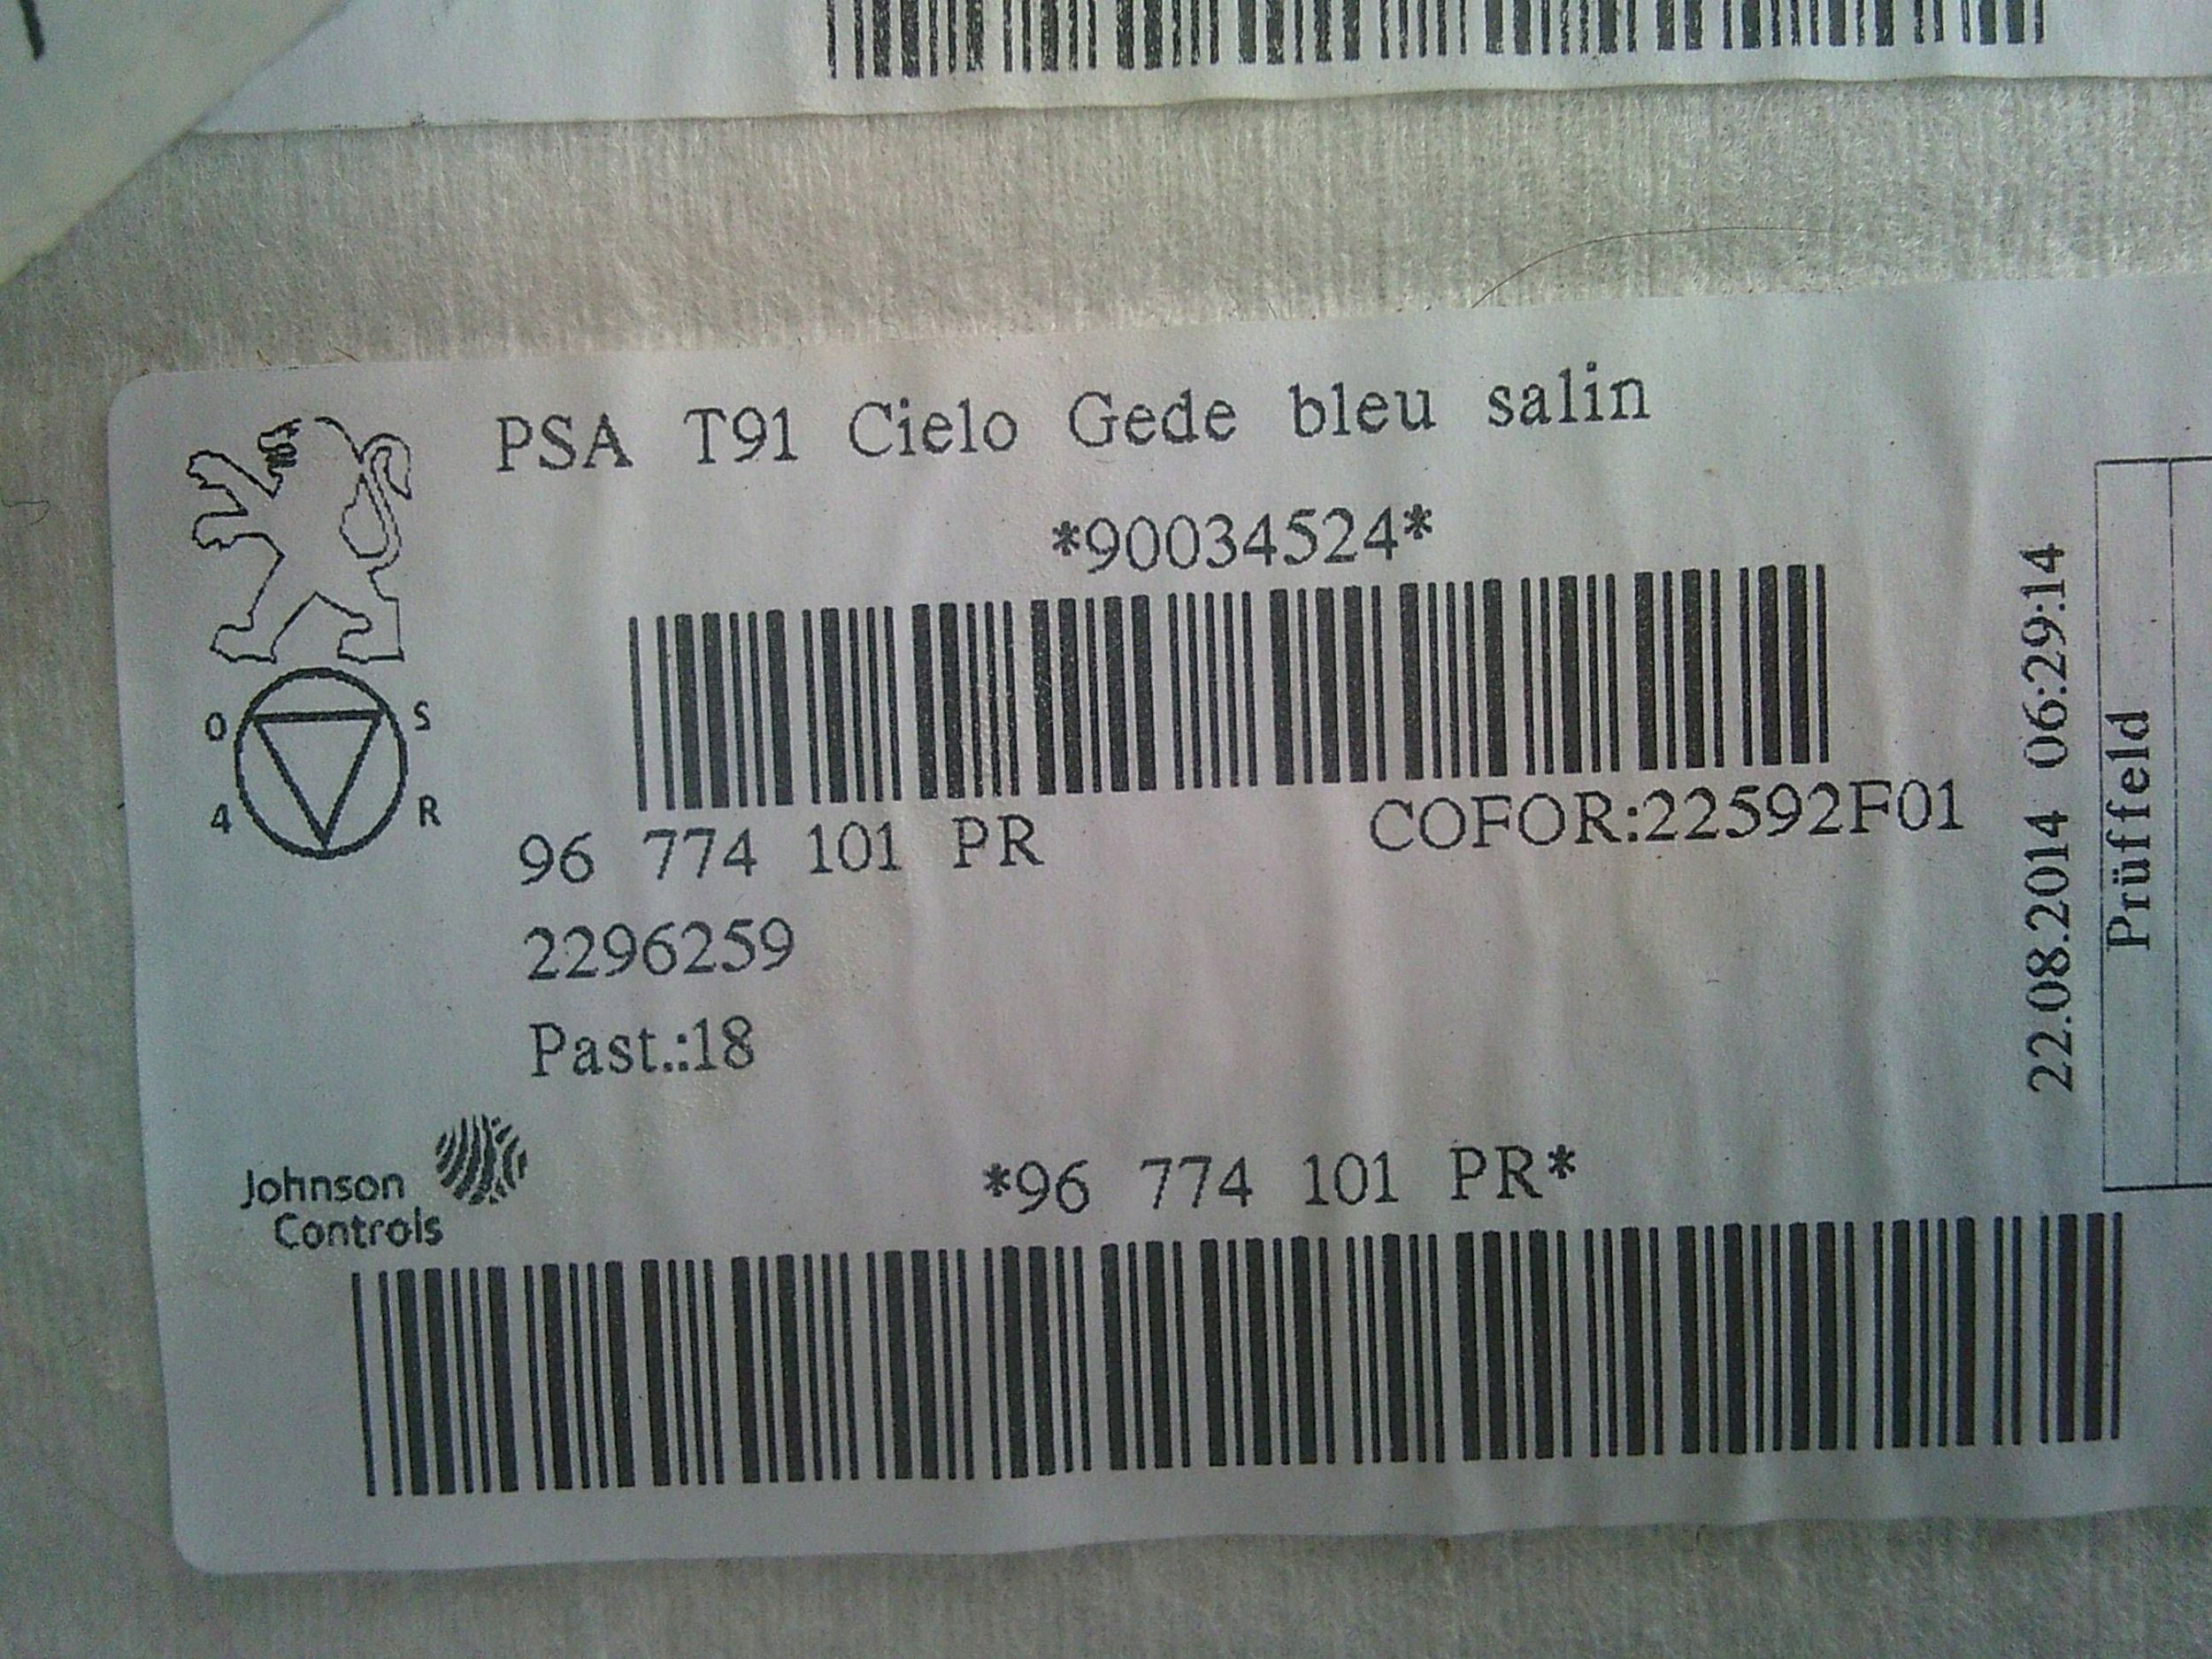 PSA T91 Cielo Gede bleu salin
*90034524*
O S
4 R
96 774 101 PR
COFOR:22592F01
2296259
Past.:18
Johnson
Controls
*96 774 101 PR*
22.08.2014 06:29:14
Prüffeld